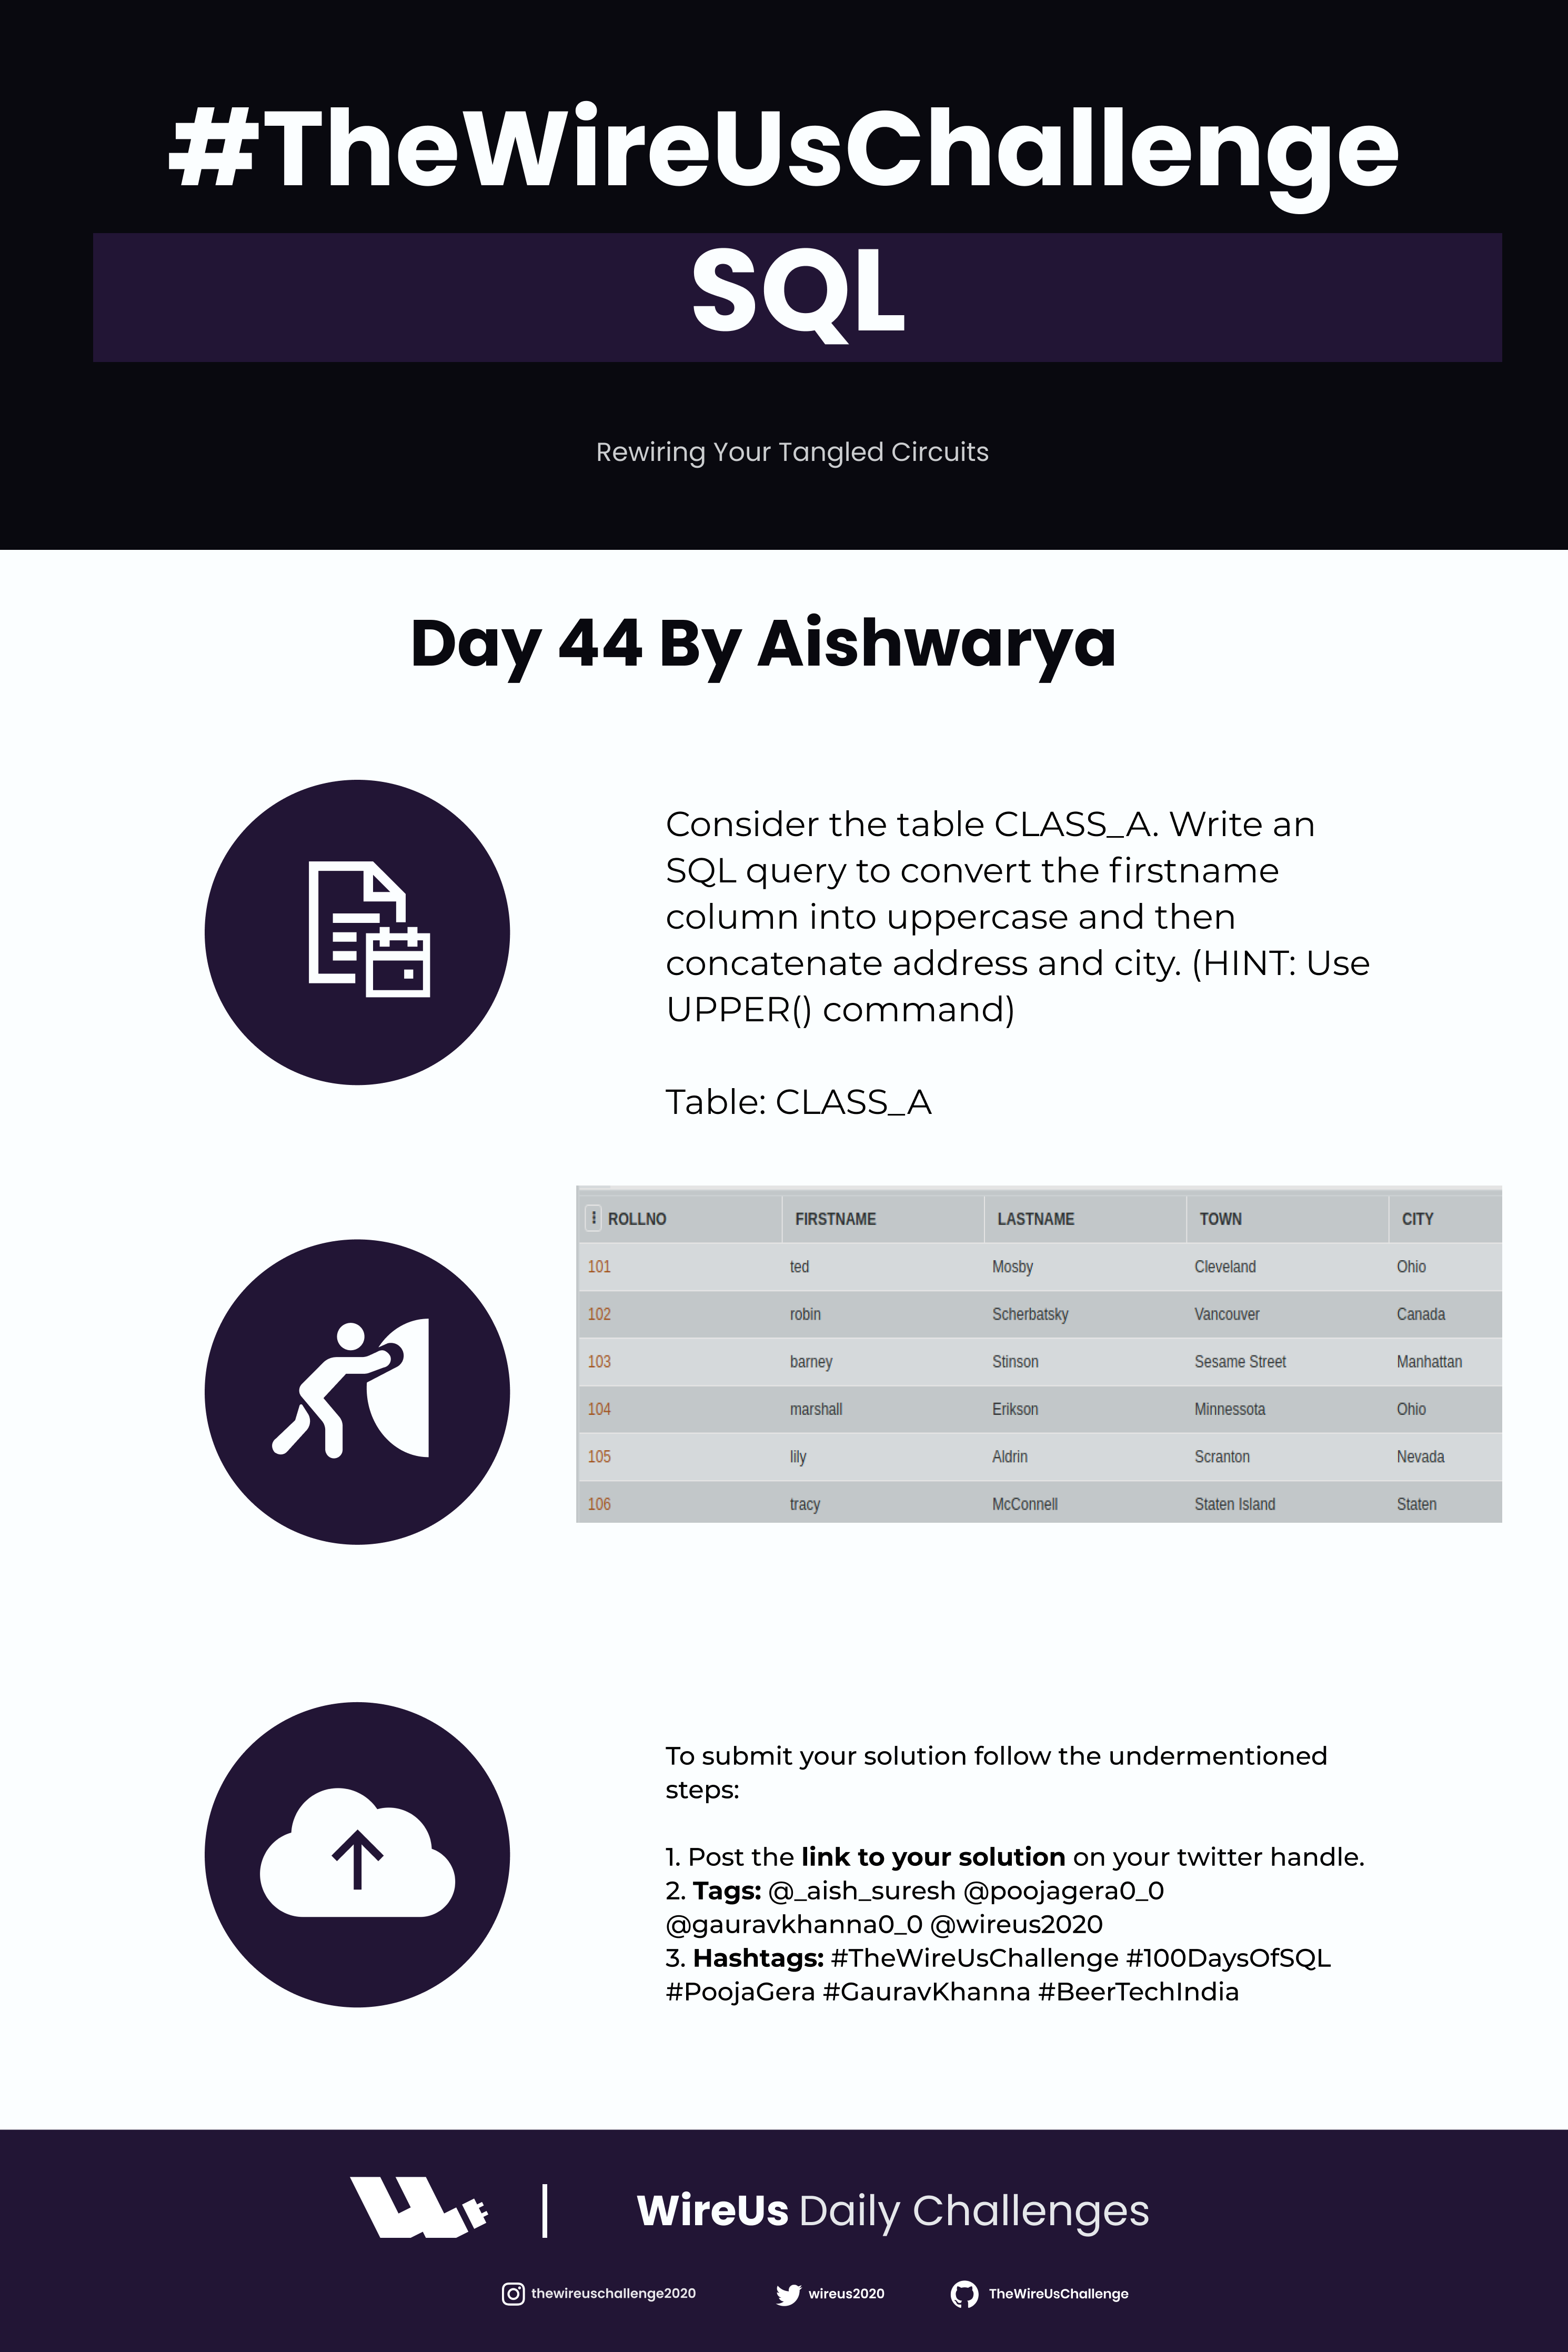 #TheWireUsChallenge
SQL
Rewiring Your Tangled Circuits
Day 44 By Aishwarya
Consider the table CLASS_A. Write an
SQL query to convert the firstname
column into uppercase and then
concatenate address and city. (HINT: Use
UPPER() command)
Table: CLASS_A
ROLLNO FIRSTNAME LASTNAME TOWN CITY
101 ted Mosby Cleveland Ohio
102 robin Scherbatsky Vancouver Canada
103 barney Stinson Sesame Street Manhattan
104 marshall Erikson Minnessota Ohio
105 lily Aldrin Scranton Nevada
106 tracy McConnell Staten Island Staten
To submit your solution follow the undermentioned
steps:
1. Post the link to your solution on your twitter handle.
2. Tags: @_aish_suresh @poojagera0_0
@gauravkhanna0_0 @wireus2020
3. Hashtags: #TheWireUsChallenge #100DaysOfSQL
#PoojaGera #GauravKhanna #BeerTechIndia
WireUs Daily Challenges
thewireuschallenge2020 wireus2020 TheWireUsChallenge